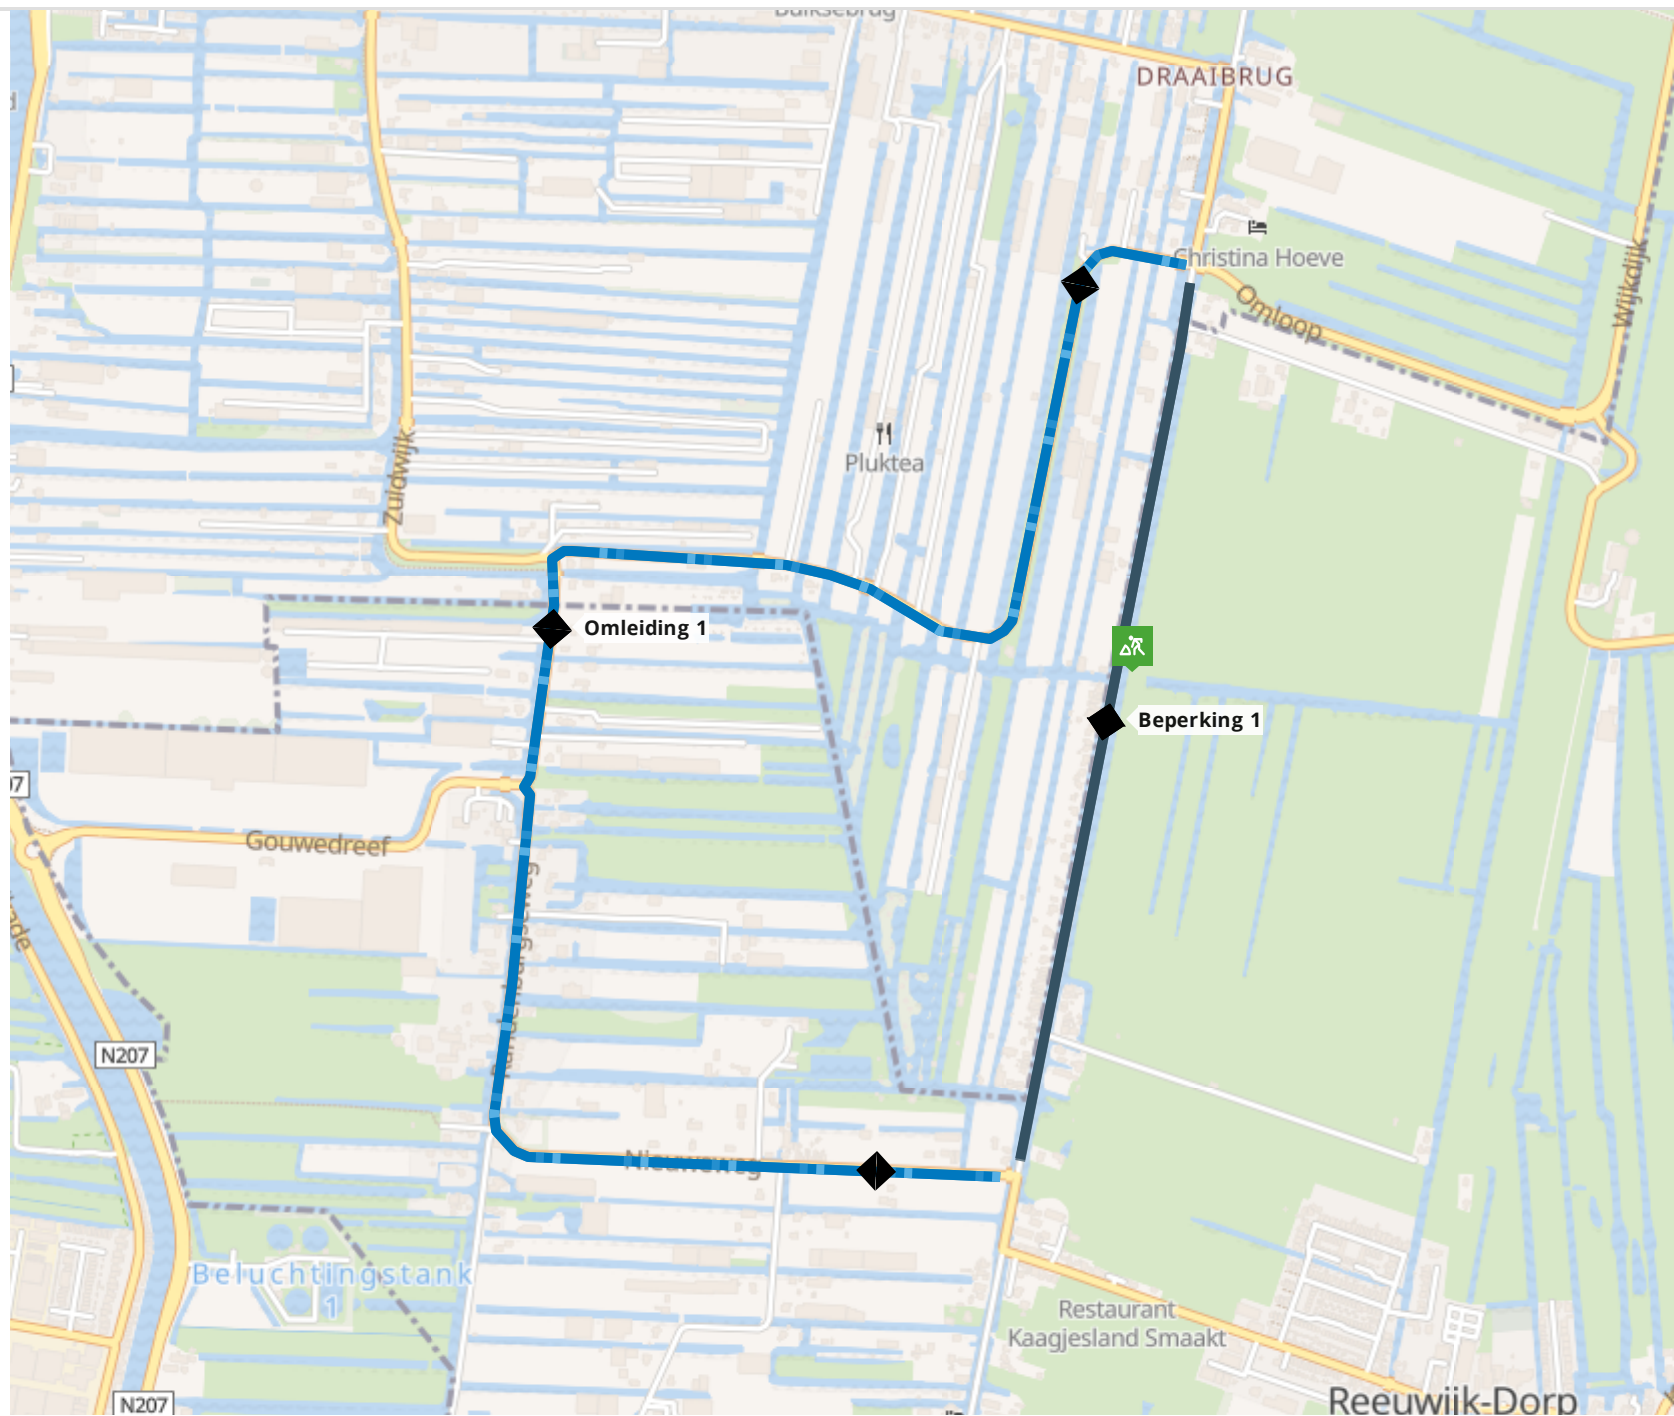 DRAAIBRUG
Christina Hoeve
Omloop
Wijkdijk
Pluktea
Zuidwijk
Omleiding 1
Beperking 1
Gouwedreef
N207
Nieuweweg
Beluchtingstank
1
Restaurant
Kaagjesland Smaakt
N207
Reeuwijk-Dorp